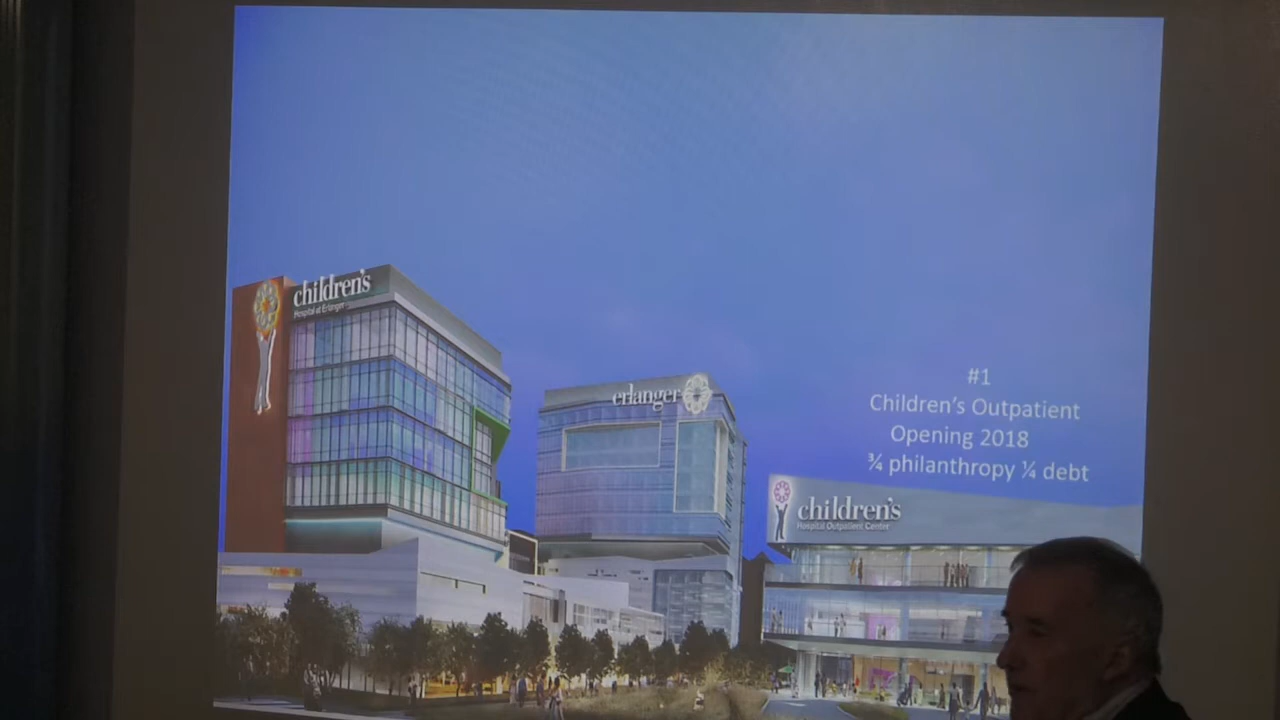 children's
Hospital at Erlanger
erlanger
#1
Children's Outpatient
Opening 2018
¾ philanthropy ¼ debt
children's
Hospital Outpatient Center